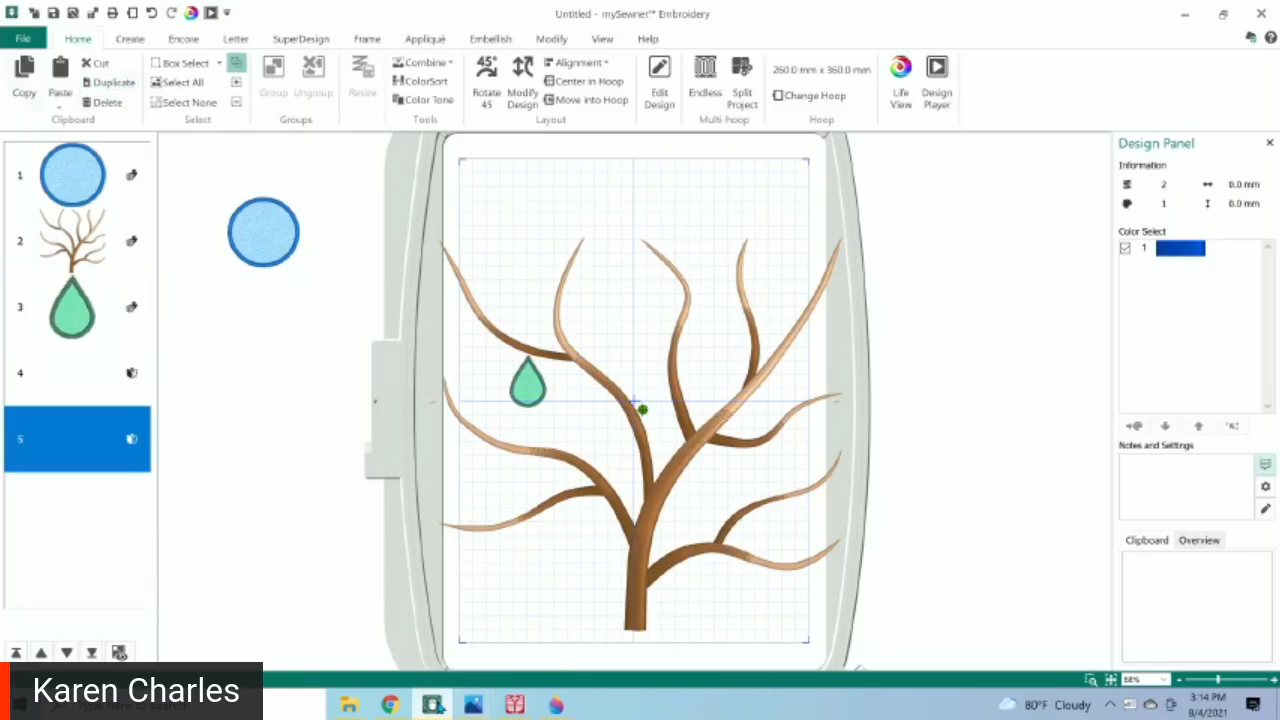 Untitled - mySewnet™ Embroidery
File Home Create Encore Letter SuperDesign Frame Appliqué Embellish Modify View Help
Copy
Paste
Cut
Duplicate
Delete
Clipboard
Box Select
Select All
Select None
Select
Group
Ungroup
Groups
Resize
Combine
ColorSort
Color Tone
Tools
Rotate
45
Modify
Design
Alignment
Center in Hoop
Move into Hoop
Layout
Edit
Design
Endless
Split
Project
Multi-hoop
260.0 mm x 360.0 mm
Change Hoop
Hoop
Life
View
Design
Player
1
2
3
4
5
Design Panel
Information
2 0.0 mm
1 0.0 mm
Color Select
1
Notes and Settings
Clipboard Overview
68%
Karen Charles
80°F Cloudy
3:14 PM
8/4/2021